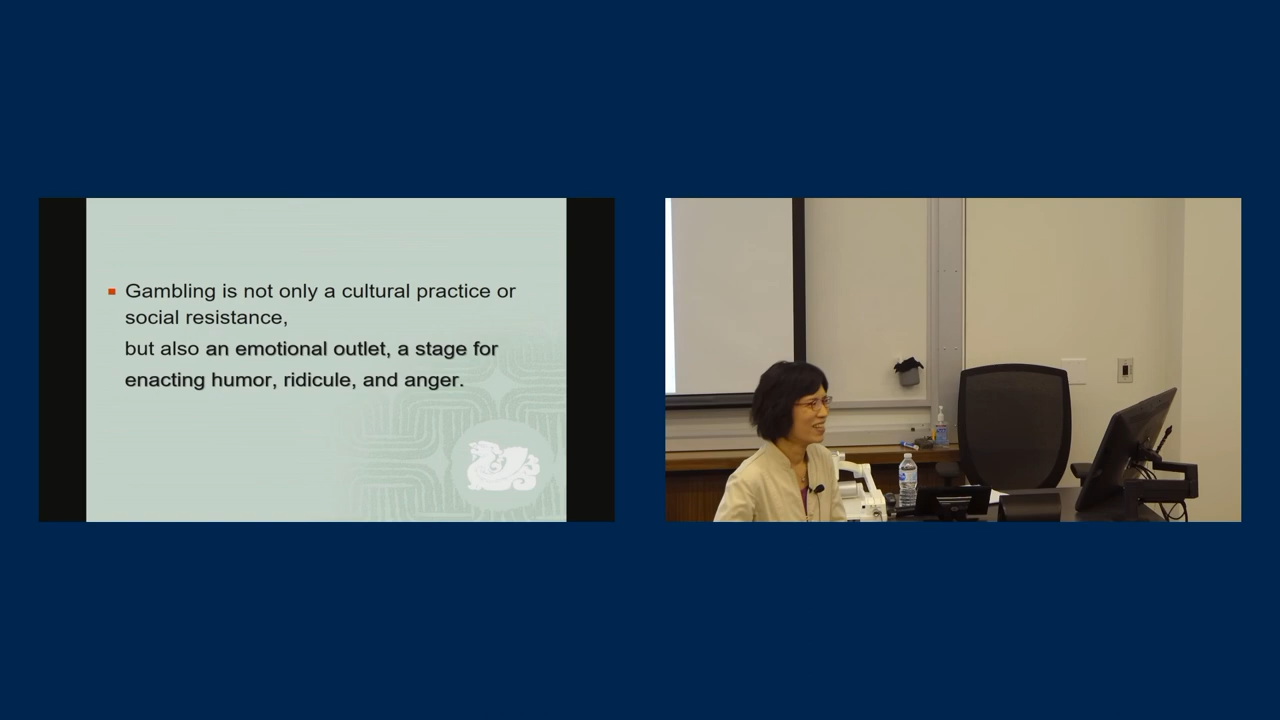 Gambling is not only a cultural practice or
social resistance,
but also an emotional outlet, a stage for
enacting humor, ridicule, and anger.